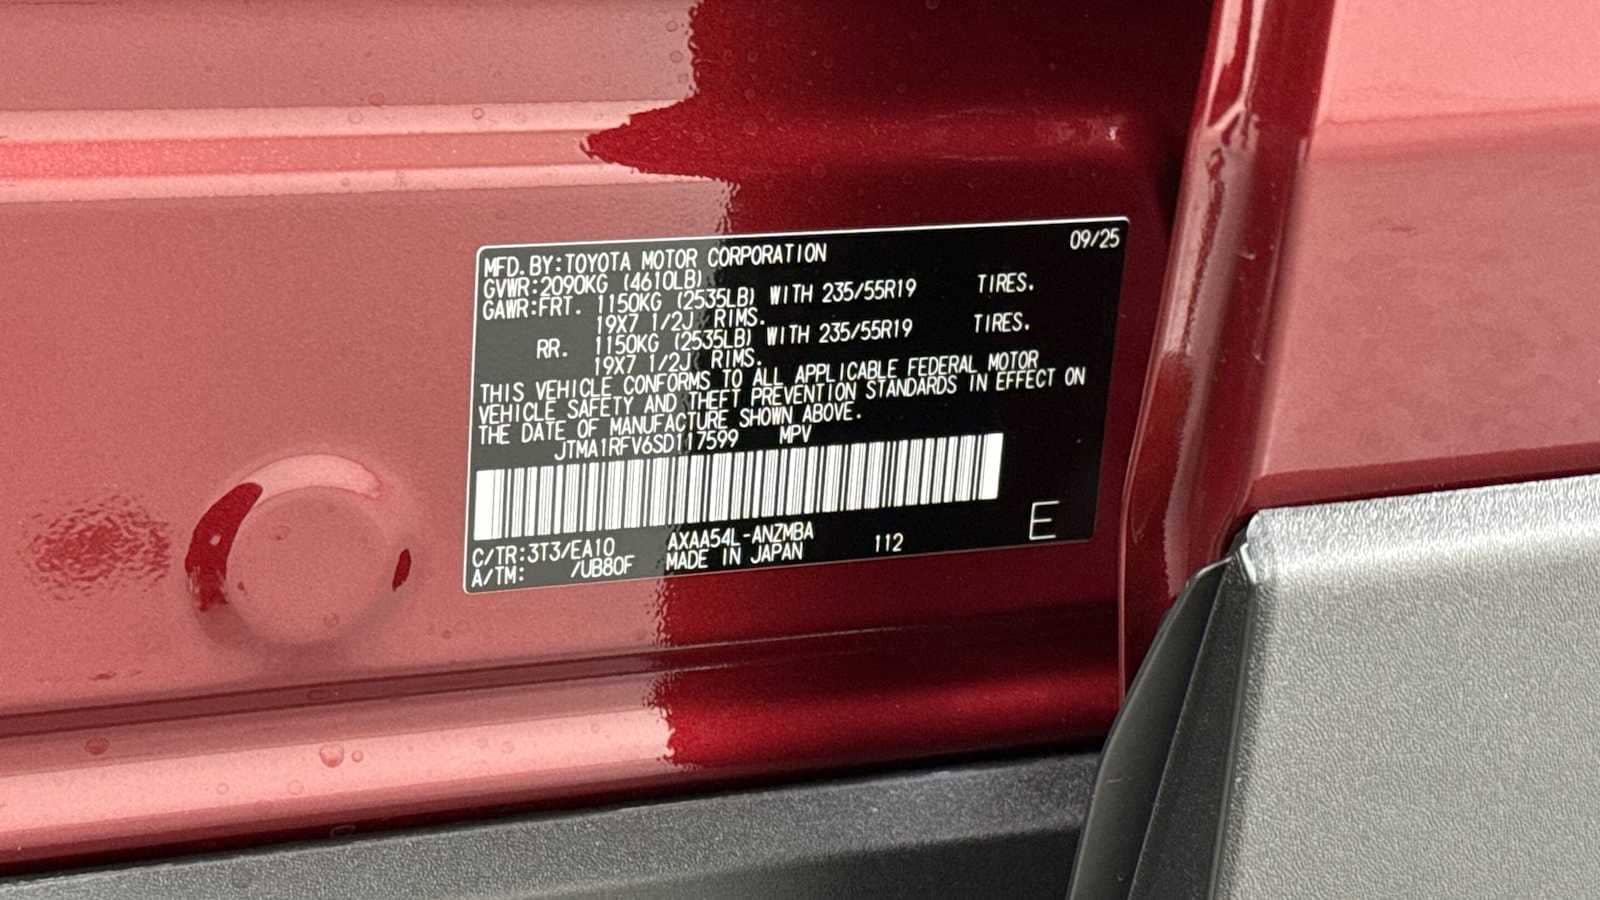 09/25
MFD.BY:TOYOTA MOTOR CORPORATION
GVWR:2090KG (4610LB)
GAWR:FRT. 1150KG (2535LB) WITH 235/55R19 TIRES.
19X7 1/2J RIMS.
RR. 1150KG (2535LB) WITH 235/55R19 TIRES.
19X7 1/2J RIMS.
THIS VEHICLE CONFORMS TO ALL APPLICABLE FEDERAL MOTOR
VEHICLE SAFETY AND THEFT PREVENTION STANDARDS IN EFFECT ON
THE DATE OF MANUFACTURE SHOWN ABOVE.
JTMA1RFV6SD117599 MPV
C/TR:3T3/EA10 AXAA54L-ANZMBA 112 E
A/TM: /UB80F MADE IN JAPAN